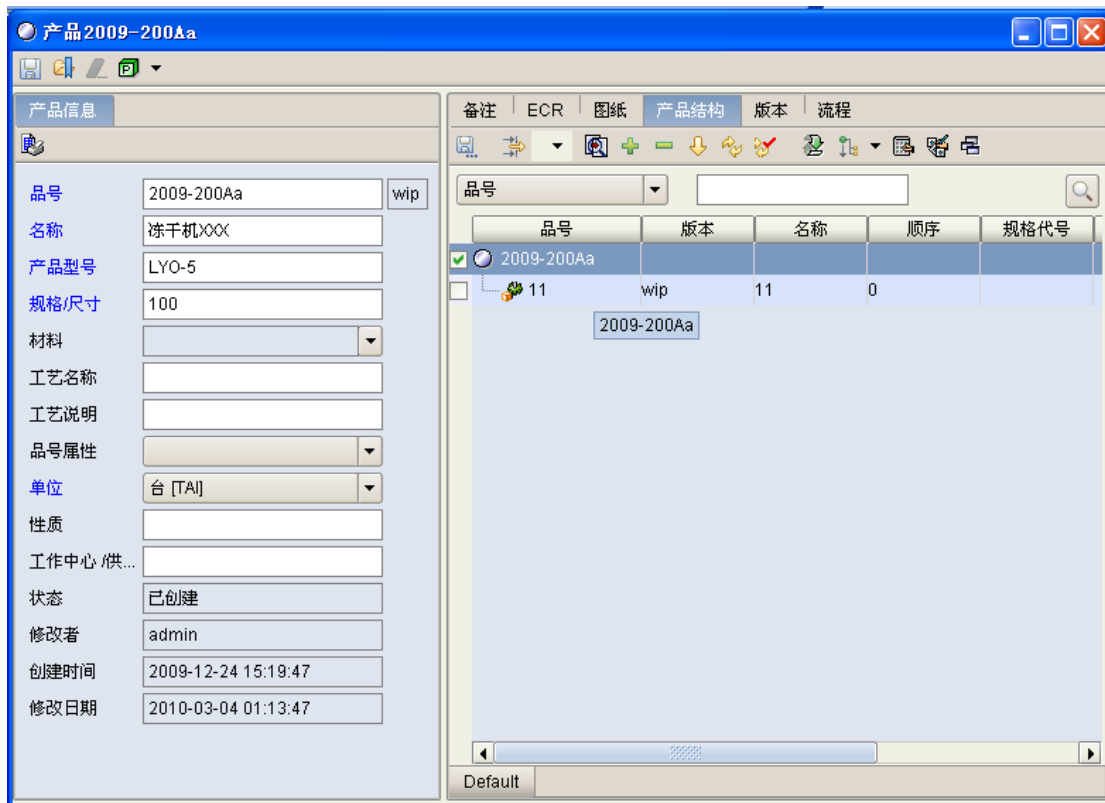 产品2009-200Aa
产品信息
品号 2009-200Aa wip
名称 冻干机XXX
产品型号 LYO-5
规格/尺寸 100
材料
工艺名称
工艺说明
品号属性
单位 台 [TAI]
性质
工作中心 /供...
状态 已创建
修改者 admin
创建时间 2009-12-24 15:19:47
修改日期 2010-03-04 01:13:47
备注 ECR 图纸 产品结构 版本 流程
品号
品号 版本 名称 顺序 规格代号
2009-200Aa
11 wip 11 0
2009-200Aa
Default